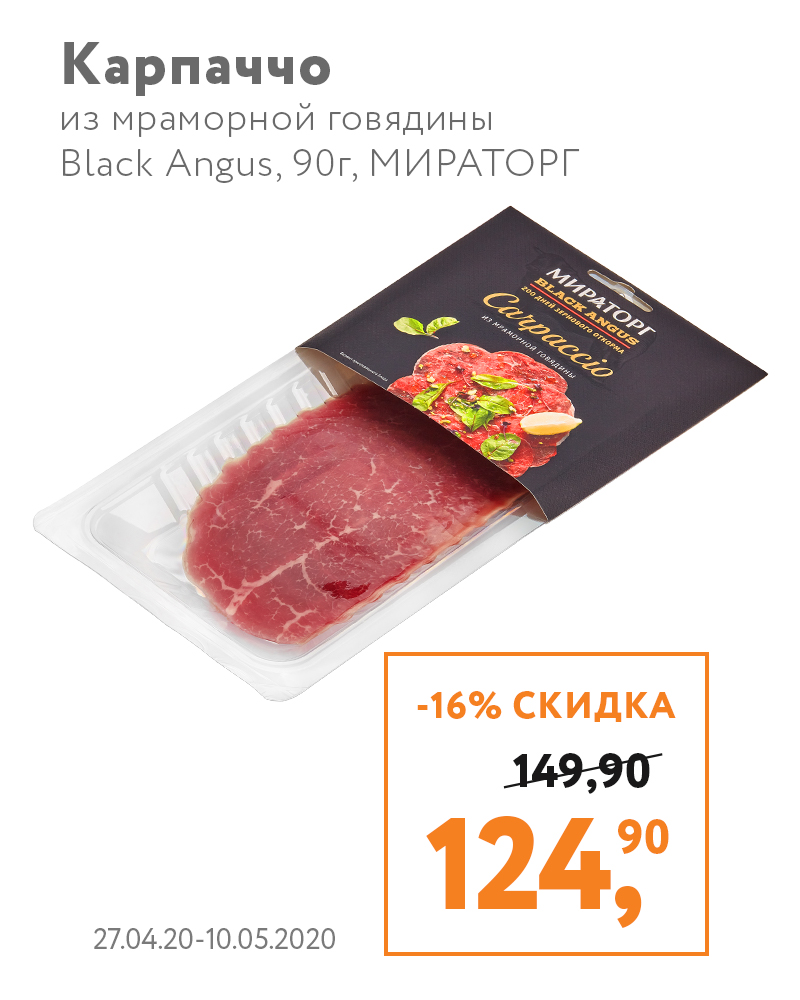 Карпаччо
из мраморной говядины
Black Angus, 90г, МИРАТОРГ
МИРАТОРГ
BLACK ANGUS
200 ДНЕЙ ЗЕРНОВОГО ОТКОРМА
Carpaccio
ИЗ МРАМОРНОЙ ГОВЯДИНЫ
-16% СКИДКА
149,90
124,90
27.04.20-10.05.2020